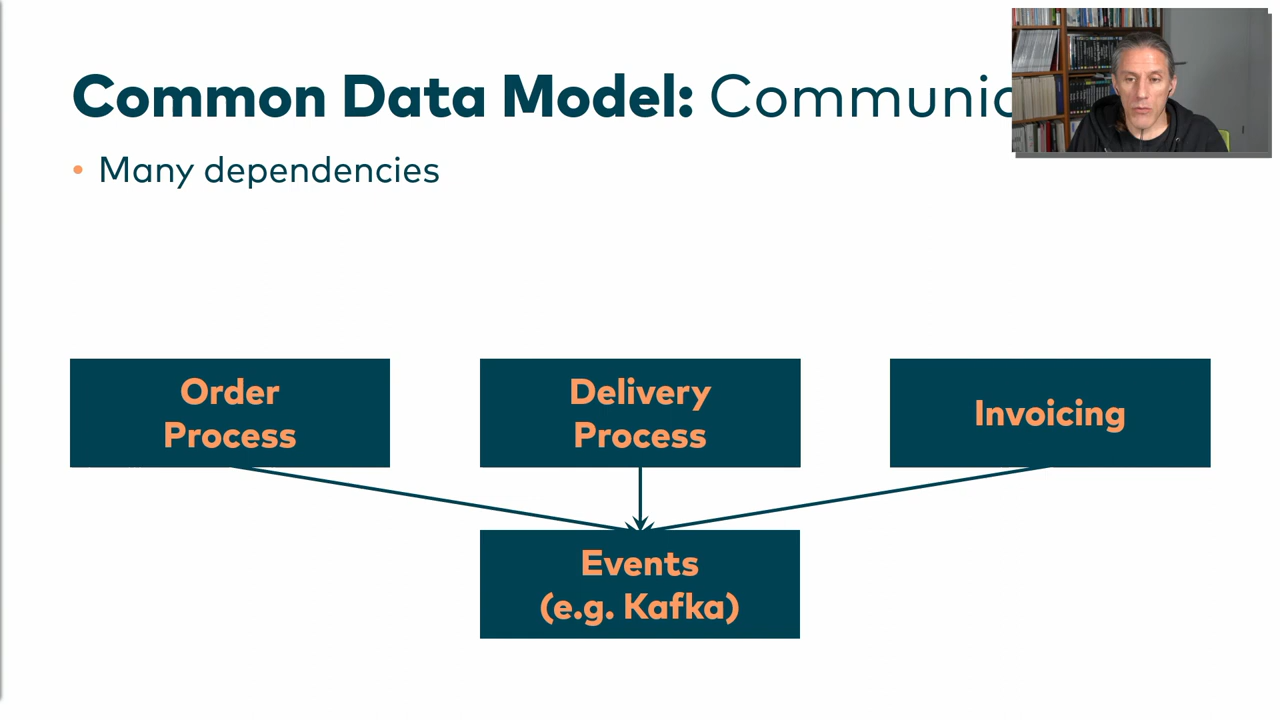 Common Data Model: Communic
• Many dependencies
Order
Process
Delivery
Process
Invoicing
Events
(e.g. Kafka)